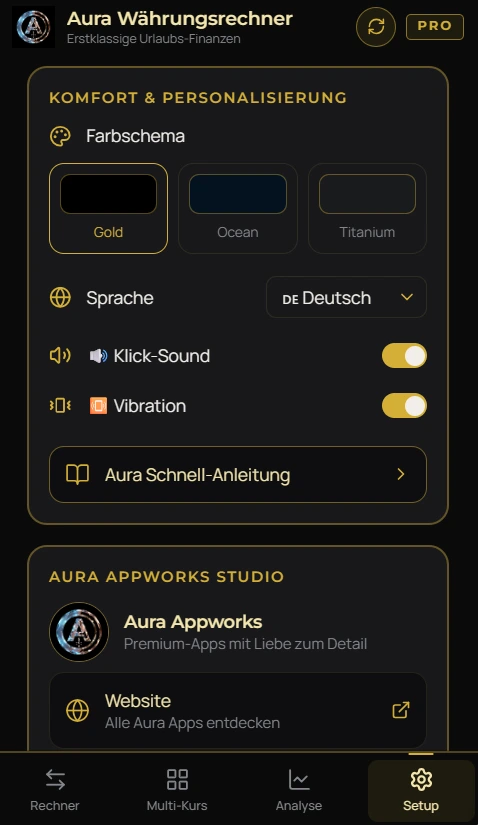 Aura Währungsrechner
Erstklassige Urlaubs-Finanzen
PRO
KOMFORT & PERSONALISIERUNG
Farbschema
Gold
Ocean
Titanium
Sprache
DE Deutsch
Klick-Sound
Vibration
Aura Schnell-Anleitung
AURA APPWORKS STUDIO
Aura Appworks
Premium-Apps mit Liebe zum Detail
Website
Alle Aura Apps entdecken
Rechner
Multi-Kurs
Analyse
Setup